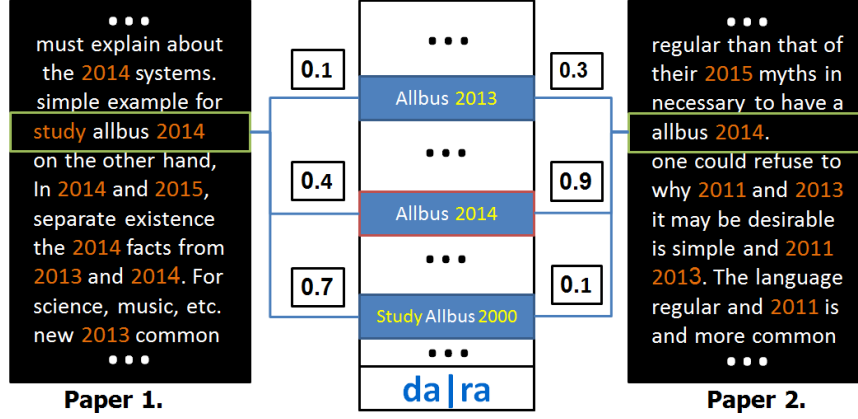 •••
must explain about
the 2014 systems.
simple example for
study allbus 2014
on the other hand,
In 2014 and 2015,
separate existence
the 2014 facts from
2013 and 2014. For
science, music, etc.
new 2013 common
•••
Paper 1.
0.1
0.4
0.7
•••
Allbus 2013
•••
Allbus 2014
•••
Study Allbus 2000
•••
da|ra
0.3
0.9
0.1
•••
regular than that of
their 2015 myths in
necessary to have a
allbus 2014.
one could refuse to
why 2011 and 2013
it may be desirable
is simple and 2011
2013. The language
regular and 2011 is
and more common
•••
Paper 2.